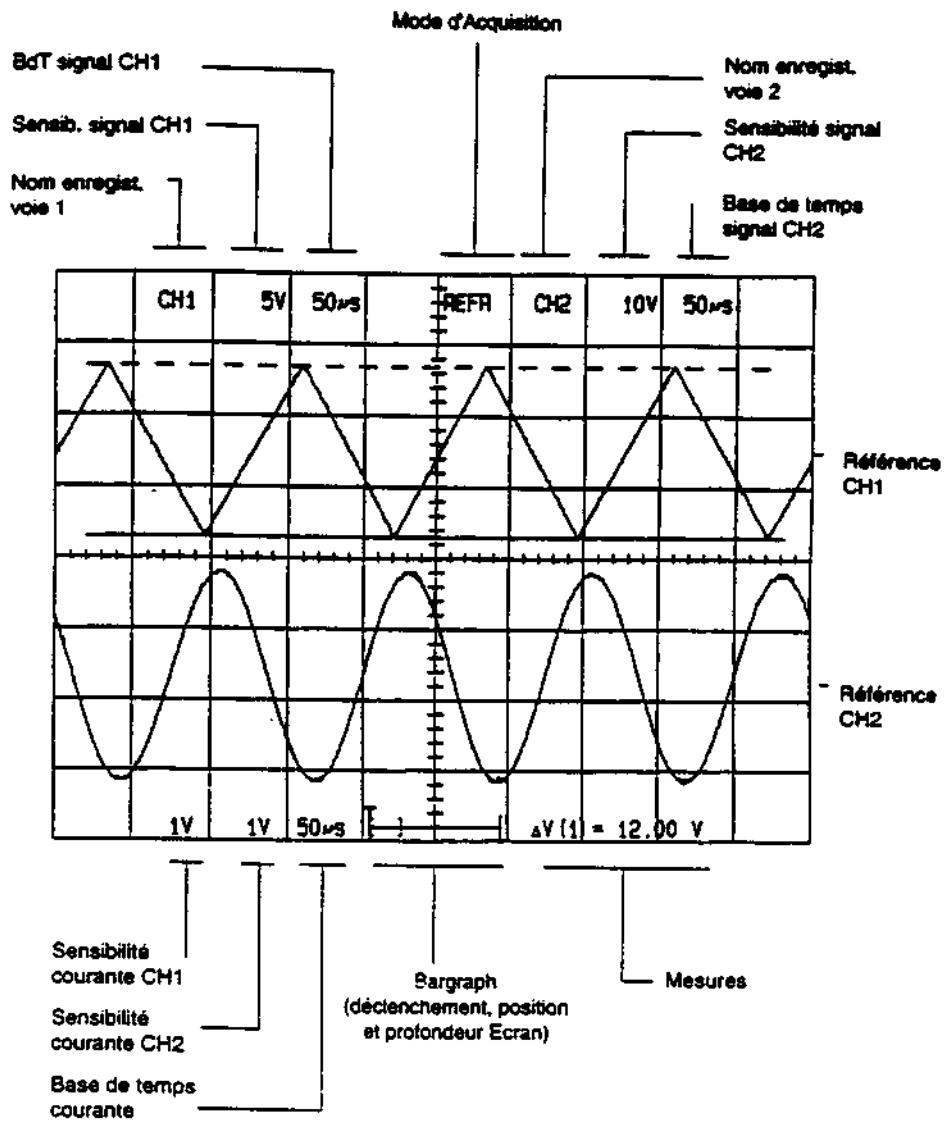 Mode d'Acquisition
BdT signal CH1
Nom enregist.
voie 2
Sensib. signal CH1
Sensibilité signal
CH2
Nom enregist.
voie 1
Base de temps
signal CH2
CH1 5V 50µs REFR CH2 10V 50µs
Référence
CH1
Référence
CH2
1V 1V 50µs ΔV(1) = 12.00 V
Sensibilité
courante CH1
Bargraph
(déclenchement, position
et profondeur Ecran)
Mesures
Sensibilité
courante CH2
Base de temps
courante